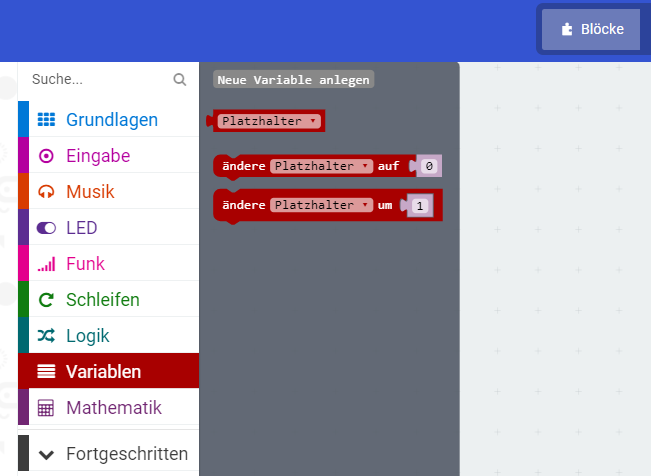 Blöcke
Suche...
Grundlagen
Eingabe
Musik
LED
Funk
Schleifen
Logik
Variablen
Mathematik
Fortgeschritten
Neue Variable anlegen
Platzhalter
ändere Platzhalter auf 0
ändere Platzhalter um 1